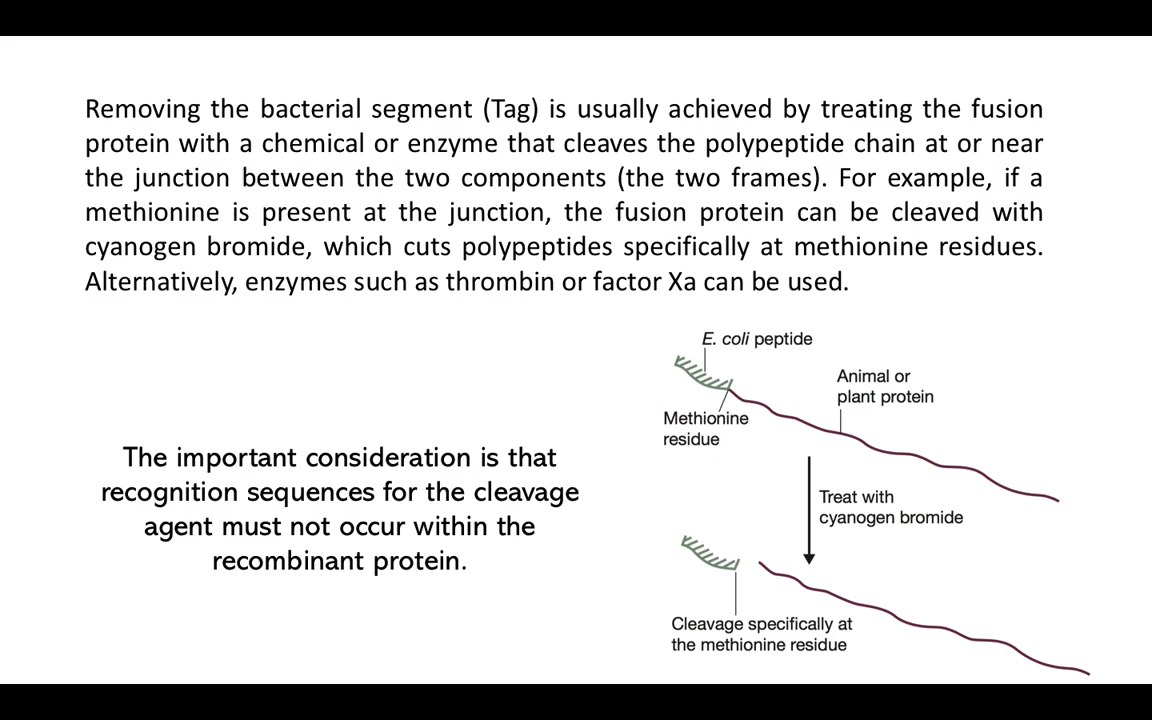 Removing the bacterial segment (Tag) is usually achieved by treating the fusion
protein with a chemical or enzyme that cleaves the polypeptide chain at or near
the junction between the two components (the two frames). For example, if a
methionine is present at the junction, the fusion protein can be cleaved with
cyanogen bromide, which cuts polypeptides specifically at methionine residues.
Alternatively, enzymes such as thrombin or factor Xa can be used.
The important consideration is that
recognition sequences for the cleavage
agent must not occur within the
recombinant protein.
E. coli peptide
Animal or
plant protein
Methionine
residue
Treat with
cyanogen bromide
Cleavage specifically at
the methionine residue